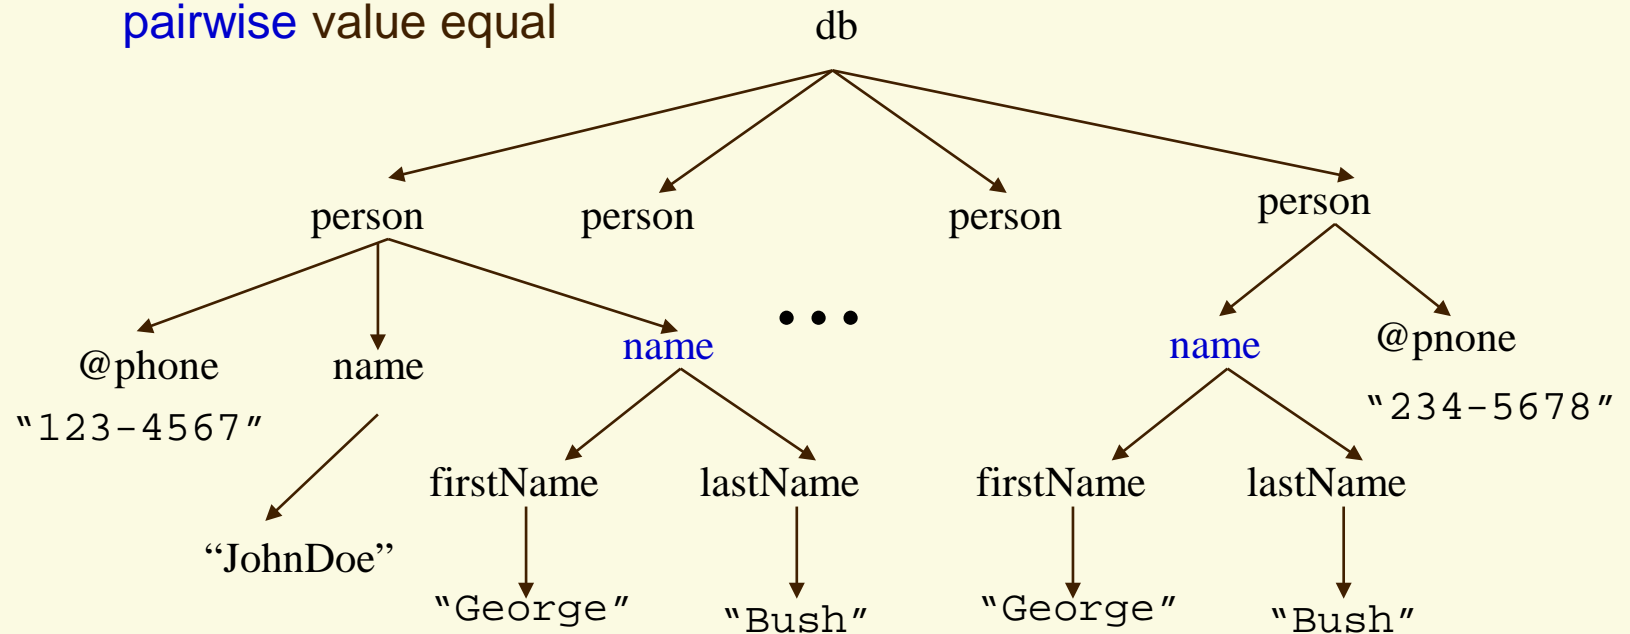 pairwise value equal
db
person person person person
• • •
@phone name name name @pnone
“123-4567” “234-5678”
firstName lastName firstName lastName
“JohnDoe”
“George” “Bush” “George” “Bush”